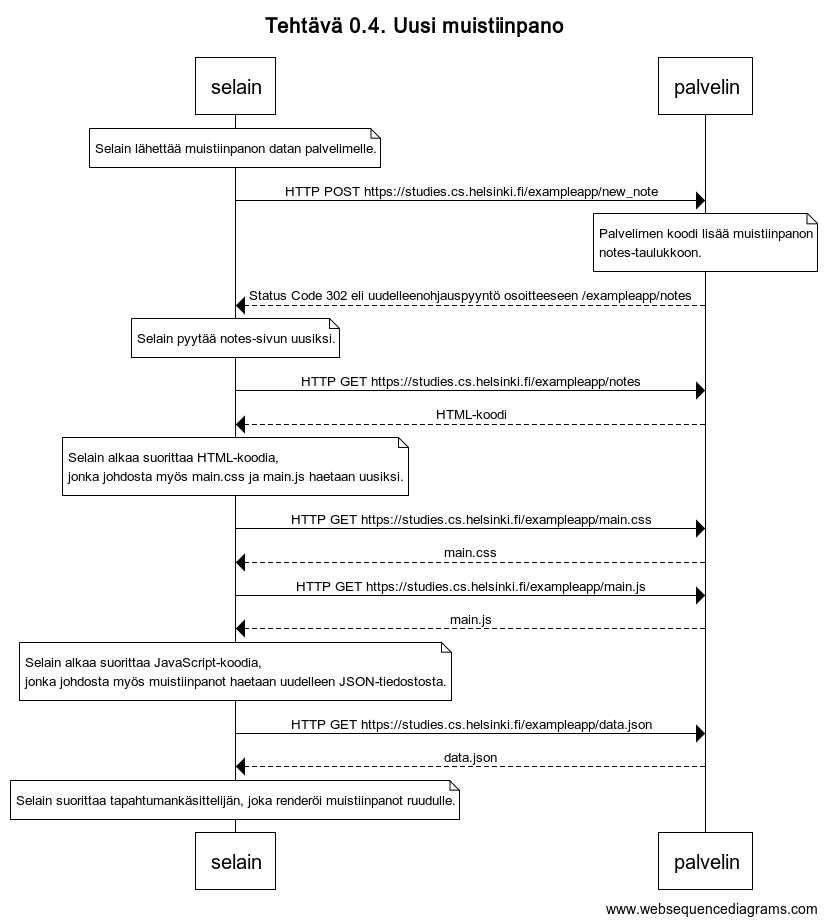 Tehtävä 0.4. Uusi muistiinpano
selain
palvelin
Selain lähettää muistiinpanon datan palvelimelle.
HTTP POST https://studies.cs.helsinki.fi/exampleapp/new_note
Palvelimen koodi lisää muistiinpanon
notes-taulukkoon.
Status Code 302 eli uudelleenohjauspyyntö osoitteeseen /exampleapp/notes
Selain pyytää notes-sivun uusiksi.
HTTP GET https://studies.cs.helsinki.fi/exampleapp/notes
HTML-koodi
Selain alkaa suorittaa HTML-koodia,
jonka johdosta myös main.css ja main.js haetaan uusiksi.
HTTP GET https://studies.cs.helsinki.fi/exampleapp/main.css
main.css
HTTP GET https://studies.cs.helsinki.fi/exampleapp/main.js
main.js
Selain alkaa suorittaa JavaScript-koodia,
jonka johdosta myös muistiinpanot haetaan uudelleen JSON-tiedostosta.
HTTP GET https://studies.cs.helsinki.fi/exampleapp/data.json
data.json
Selain suorittaa tapahtumankäsittelijän, joka renderöi muistiinpanot ruudulle.
selain
palvelin
www.websequencediagrams.com